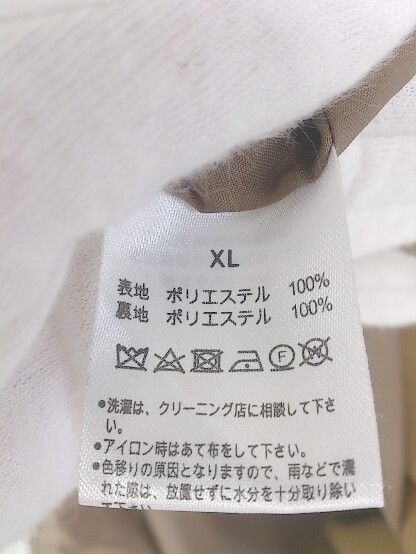 XL
表地 ポリエステル 100%
裏地 ポリエステル 100%
F
W
•洗濯は、クリーニング店に相談して下さ
い。
•アイロン時はあて布をして下さい。
•色移りの原因となりますので、雨などで濡
れた際は、放置せずに水分を十分取り除い
て下さい